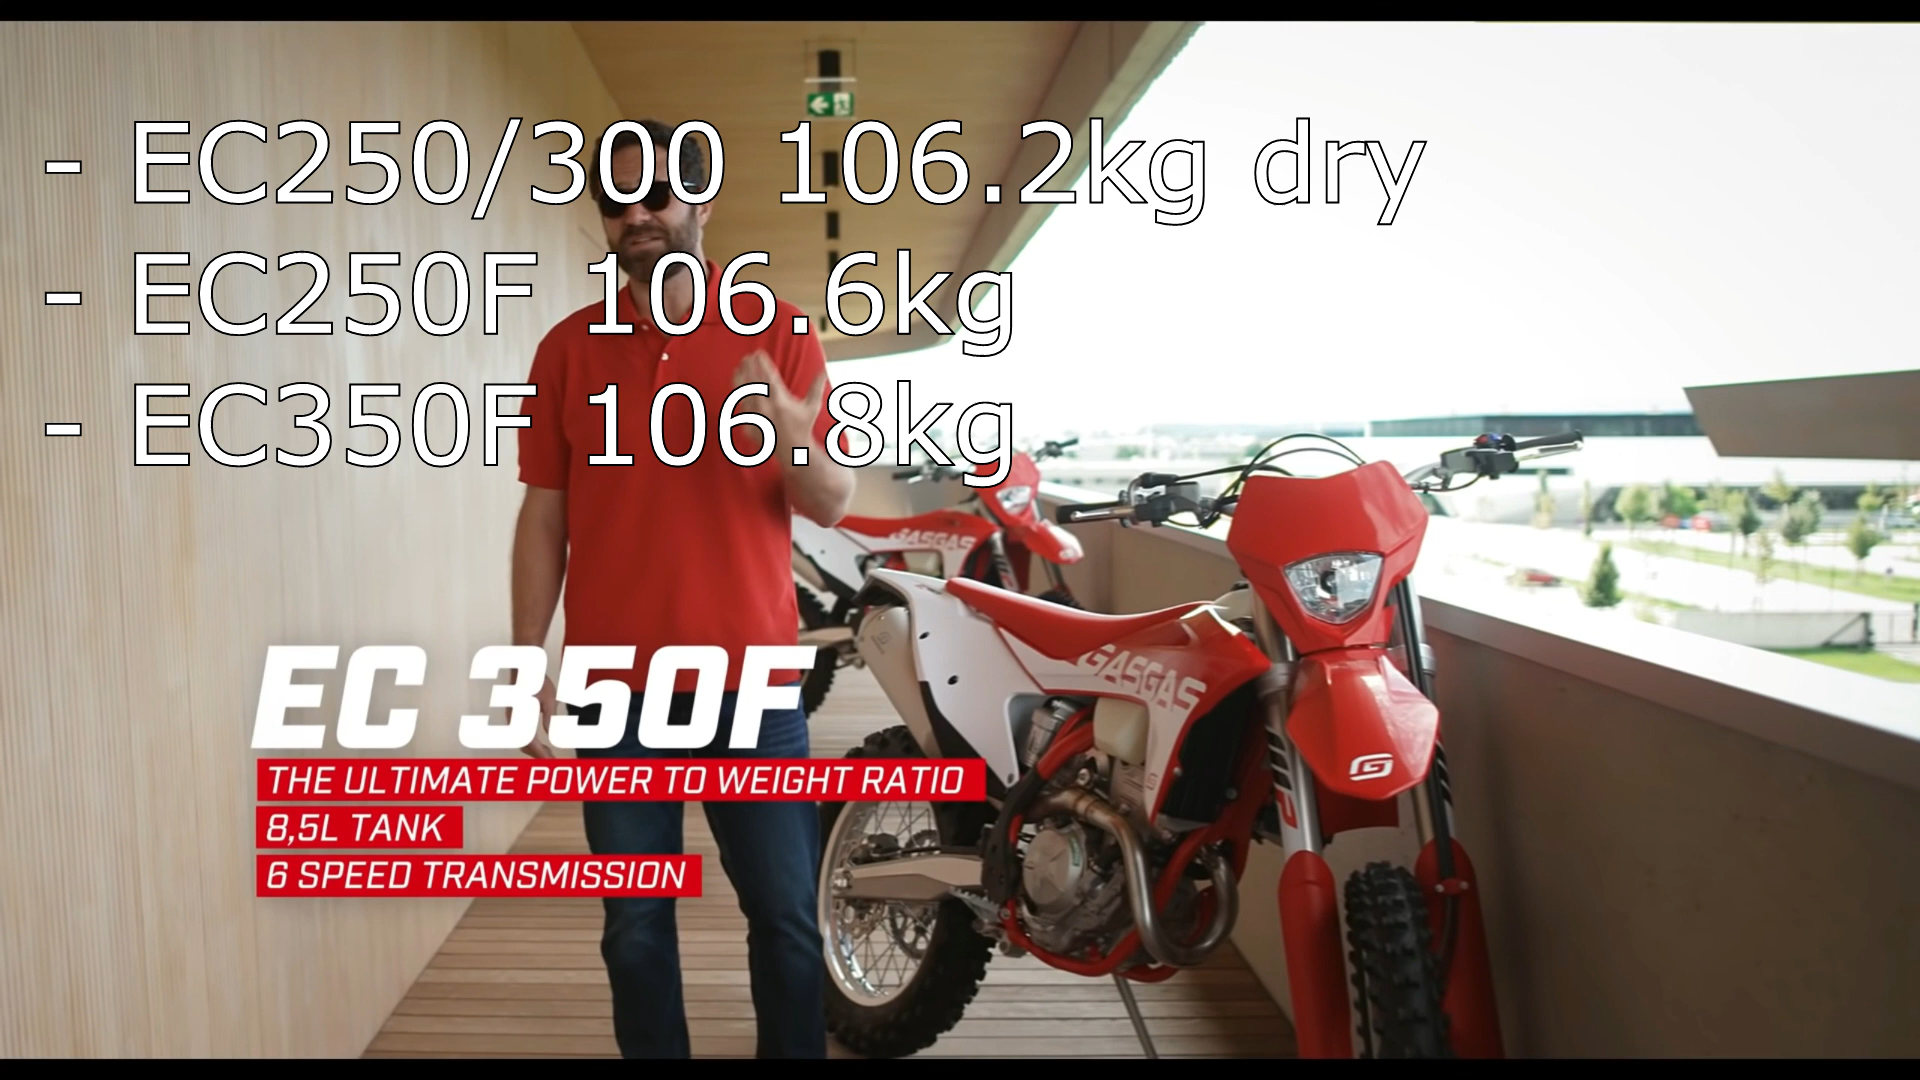 - EC250/300 106.2kg dry
- EC250F 106.6kg
- EC350F 106.8kg
GASGAS
GASGAS
EC 350F
THE ULTIMATE POWER TO WEIGHT RATIO
8,5L TANK
6 SPEED TRANSMISSION